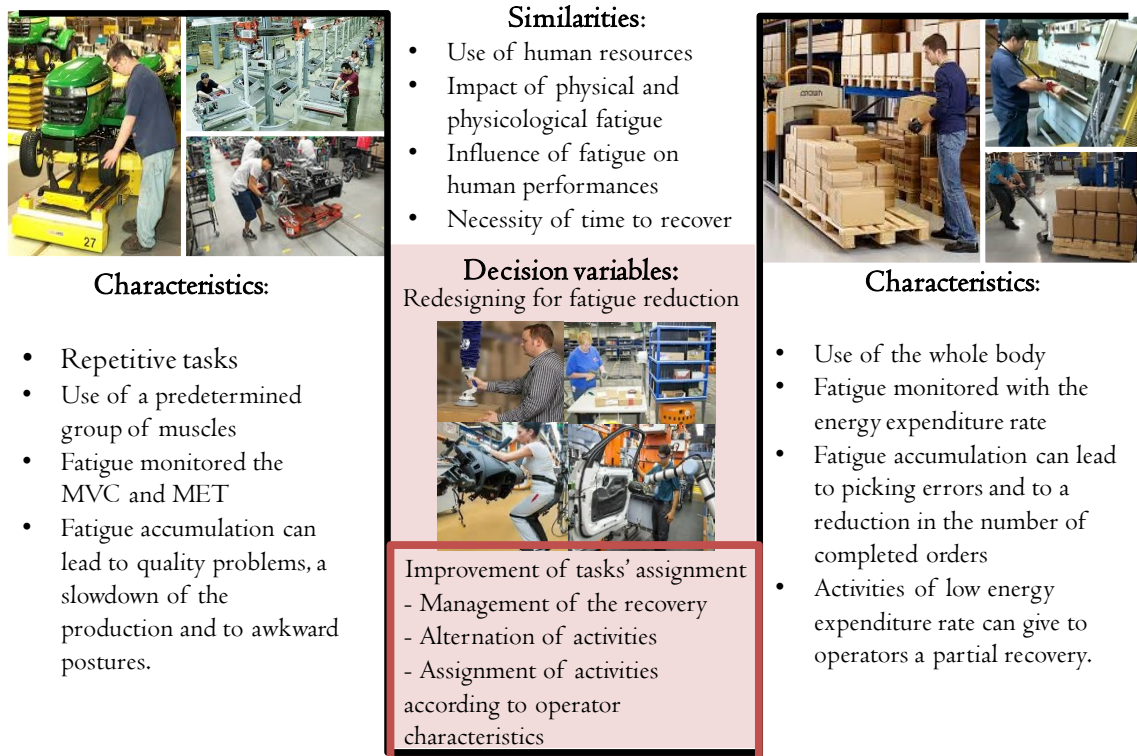 Similarities:
• Use of human resources
• Impact of physical and
physicological fatigue
• Influence of fatigue on
human performances
• Necessity of time to recover
27
crown
Characteristics:
• Repetitive tasks
• Use of a predetermined
group of muscles
• Fatigue monitored the
MVC and MET
• Fatigue accumulation can
lead to quality problems, a
slowdown of the
production and to awkward
postures.
Decision variables:
Redesigning for fatigue reduction
Improvement of tasks’ assignment
- Management of the recovery
- Alternation of activities
- Assignment of activities
according to operator
characteristics
Characteristics:
• Use of the whole body
• Fatigue monitored with the
energy expenditure rate
• Fatigue accumulation can lead
to picking errors and to a
reduction in the number of
completed orders
• Activities of low energy
expenditure rate can give to
operators a partial recovery.